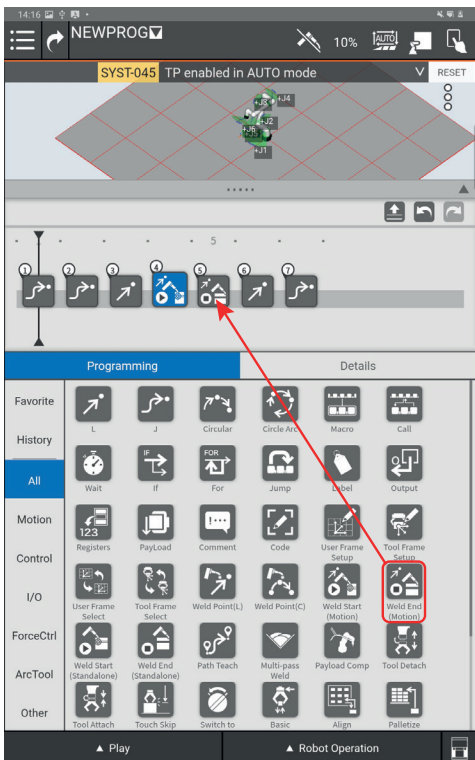 14:16
NEWPROG
10%
AUTO
SYST-045 TP enabled in AUTO mode
RESET
+J3 +J4
+J2
+J6
+J5
+J1
5
1 2 3 4 5 6 7
Programming Details
Favorite
History
All
Motion
Control
I/O
ForceCtrl
ArcTool
Other
L J Circular Circle Arc Macro Call
IF FOR
Wait If For Jump Label Output
123
Registers PayLoad Comment Code User Frame Setup Tool Frame Setup
User Frame Select Tool Frame Select Weld Point(L) Weld Point(C) Weld Start (Motion) Weld End (Motion)
Weld Start (Standalone) Weld End (Standalone) Path Teach Multi-pass Weld Payload Comp Tool Detach
Tool Attach Touch Skip Switch to Basic Align Palletize
Play Robot Operation